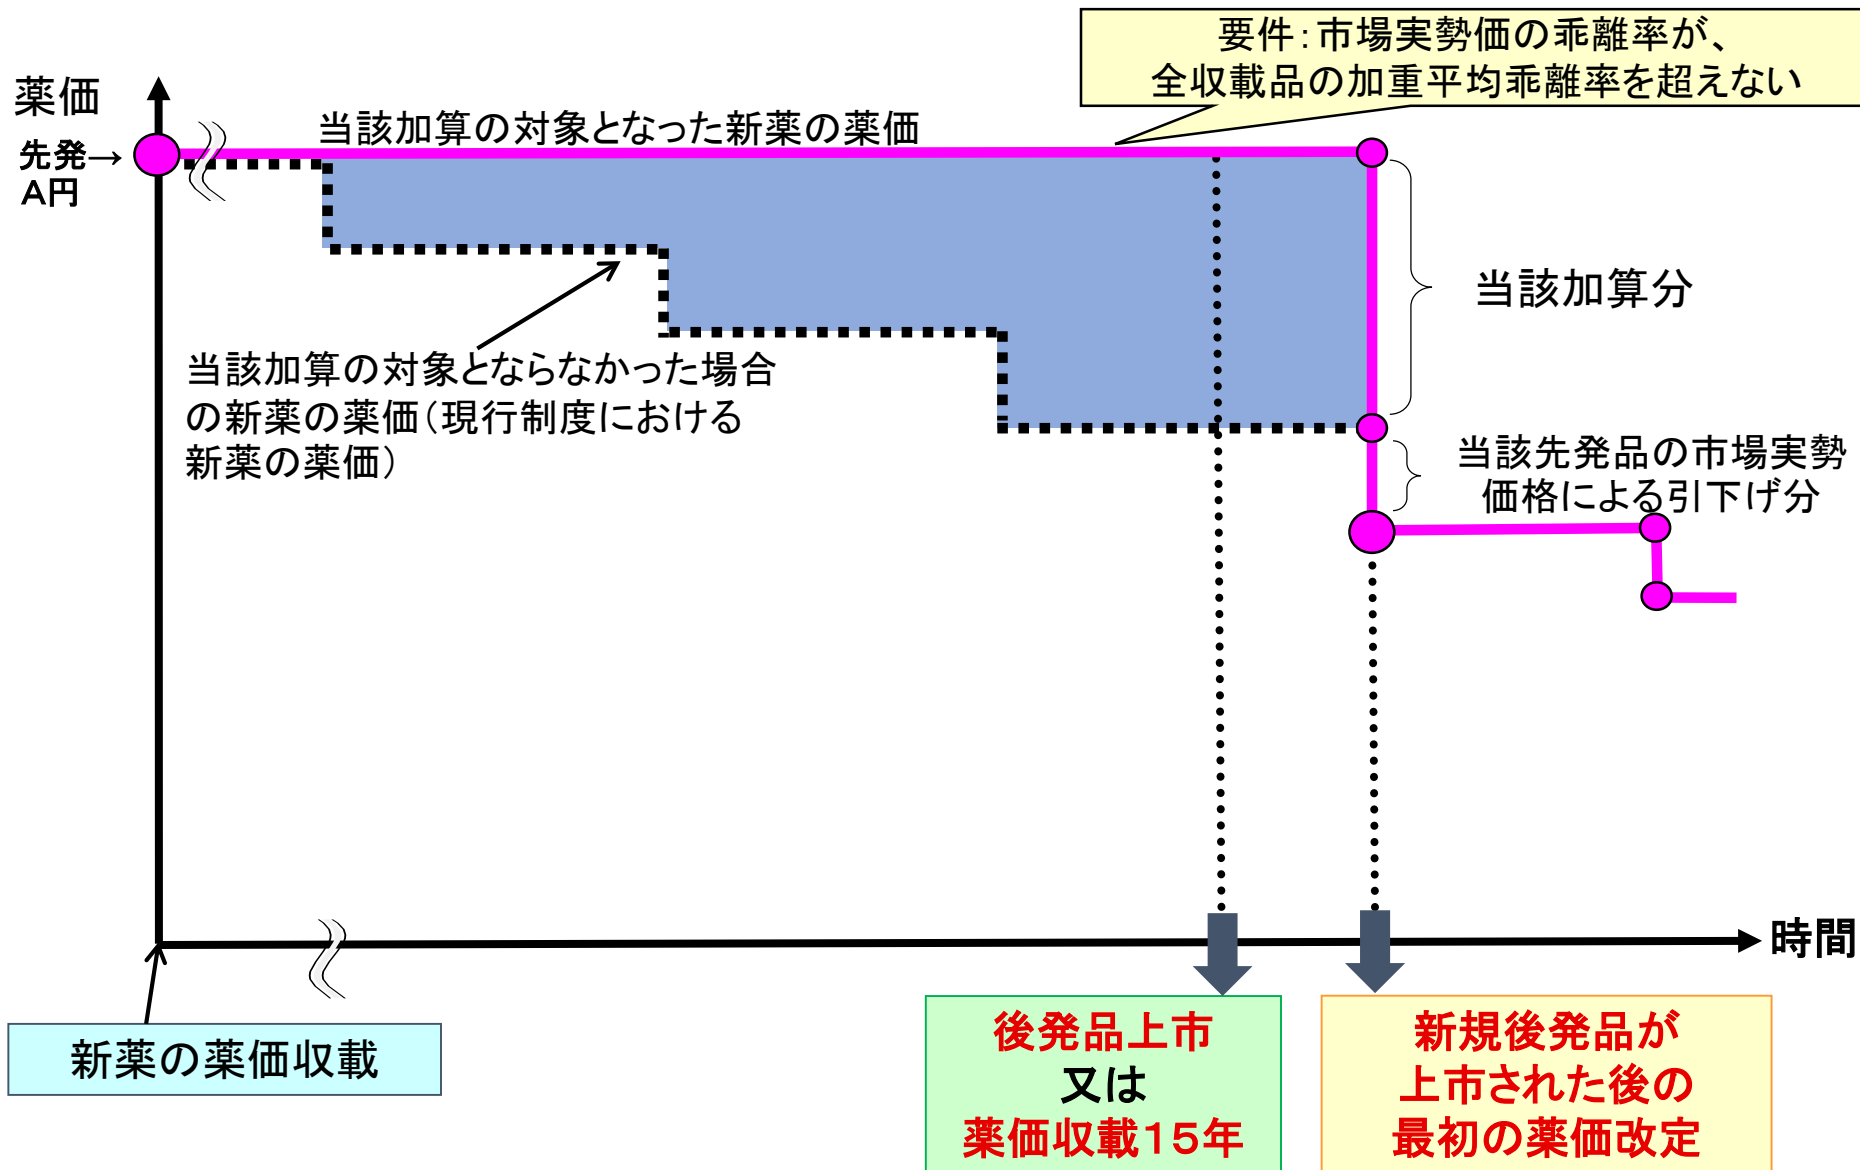 要件：市場実勢価の乖離率が、
全収載品の加重平均乖離率を超えない
薬価
先発→
A円
当該加算の対象となった新薬の薬価
当該加算分
当該加算の対象とならなかった場合
の新薬の薬価（現行制度における
新薬の薬価）
当該先発品の市場実勢
価格による引下げ分
時間
新薬の薬価収載
後発品上市
又は
薬価収載１５年
新規後発品が
上市された後の
最初の薬価改定